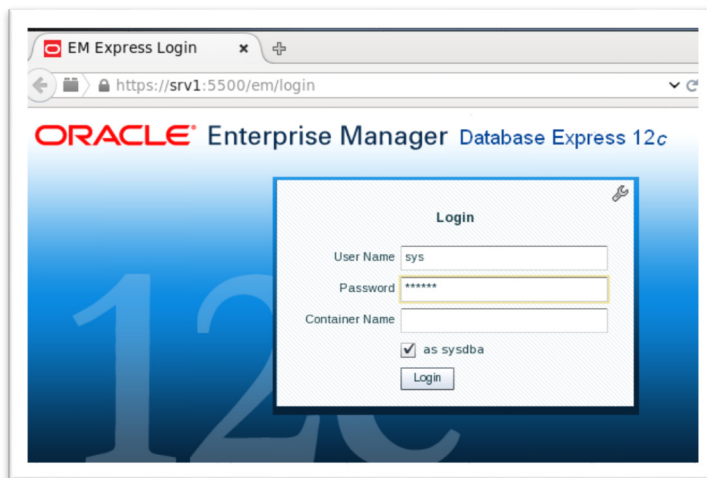 EM Express Login
https://srv1:5500/em/login
ORACLE® Enterprise Manager Database Express 12c
Login
User Name sys
Password ******
Container Name
as sysdba
Login
12c